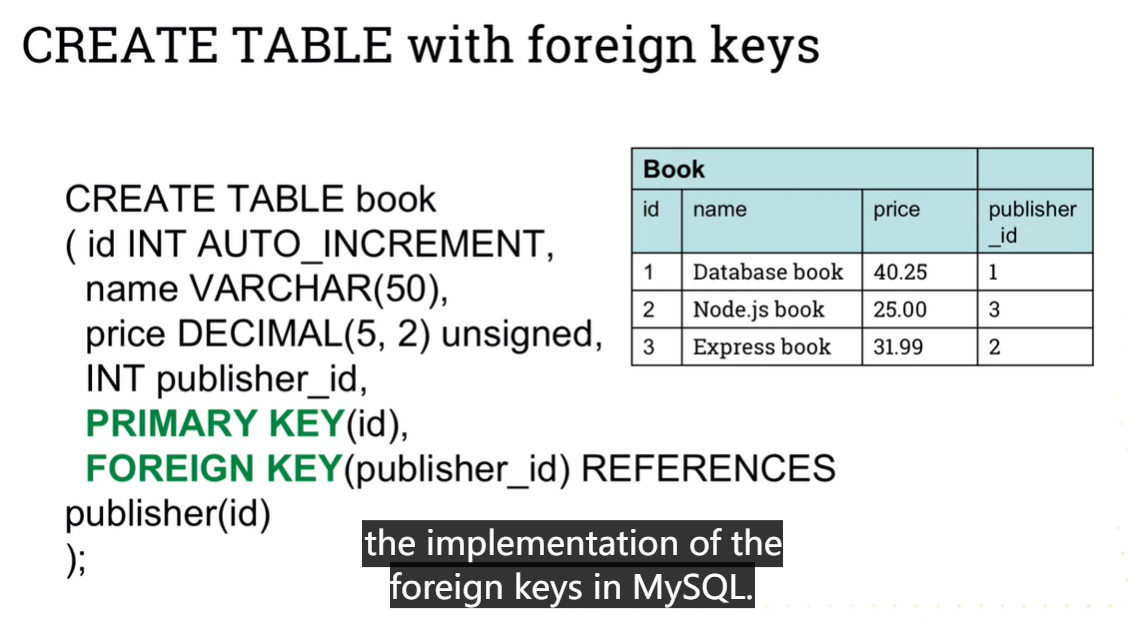 CREATE TABLE with foreign keys
CREATE TABLE book
( id INT AUTO_INCREMENT,
name VARCHAR(50),
price DECIMAL(5, 2) unsigned,
INT publisher_id,
PRIMARY KEY(id),
FOREIGN KEY(publisher_id) REFERENCES
publisher(id)
);
Book
id name price publisher
_id
1 Database book 40.25 1
2 Node.js book 25.00 3
3 Express book 31.99 2
the implementation of the
foreign keys in MySQL.